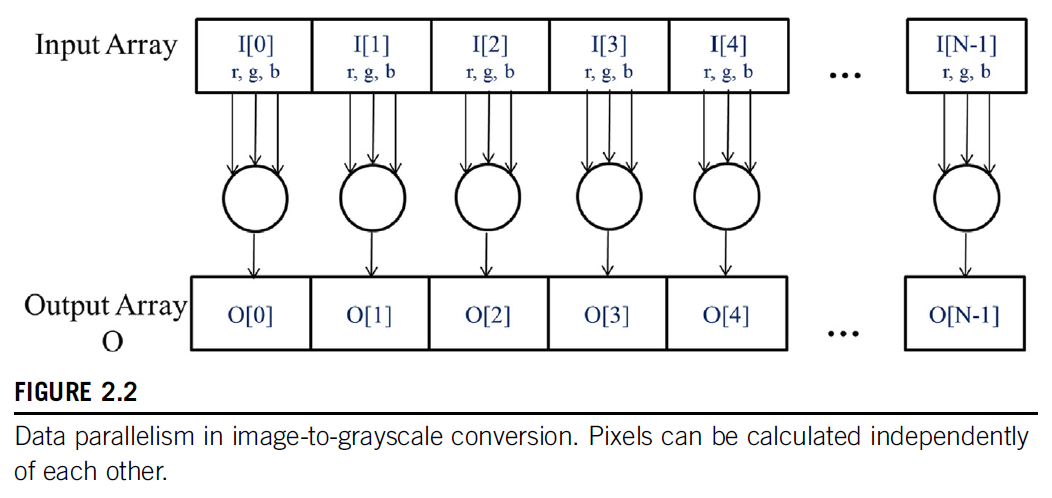 Input Array I[0] I[1] I[2] I[3] I[4] I[N-1]
r, g, b r, g, b r, g, b r, g, b r, g, b ... r, g, b
Output Array O[0] O[1] O[2] O[3] O[4] ... O[N-1]
O
FIGURE 2.2
Data parallelism in image-to-grayscale conversion. Pixels can be calculated independently
of each other.